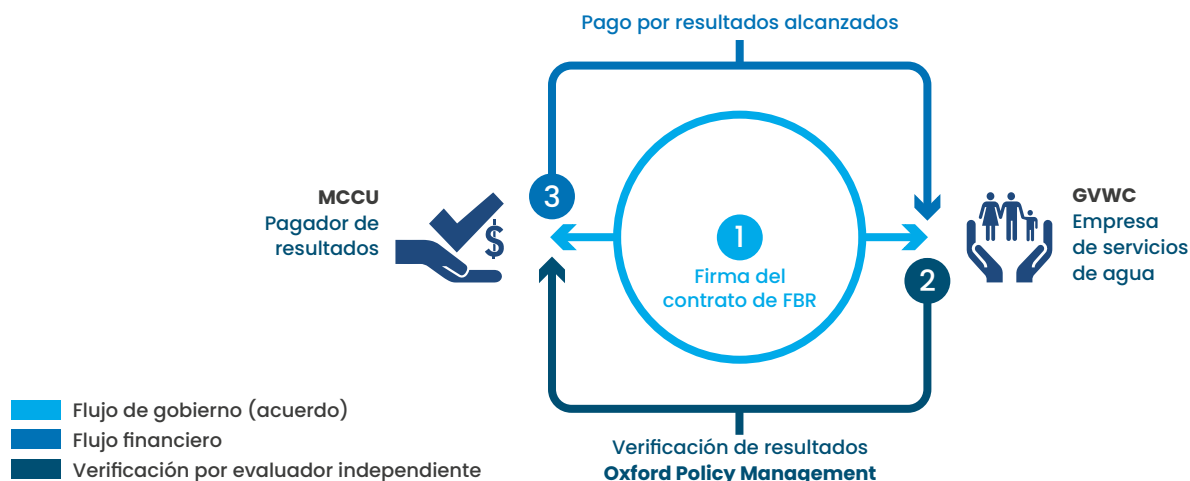 Pago por resultados alcanzados
3
MCCU
Pagador de
resultados
$
1
Firma del
contrato de FBR
GVWC
Empresa
de servicios
de agua
2
Flujo de gobierno (acuerdo)
Flujo financiero
Verificación por evaluador independiente
Verificación de resultados
Oxford Policy Management